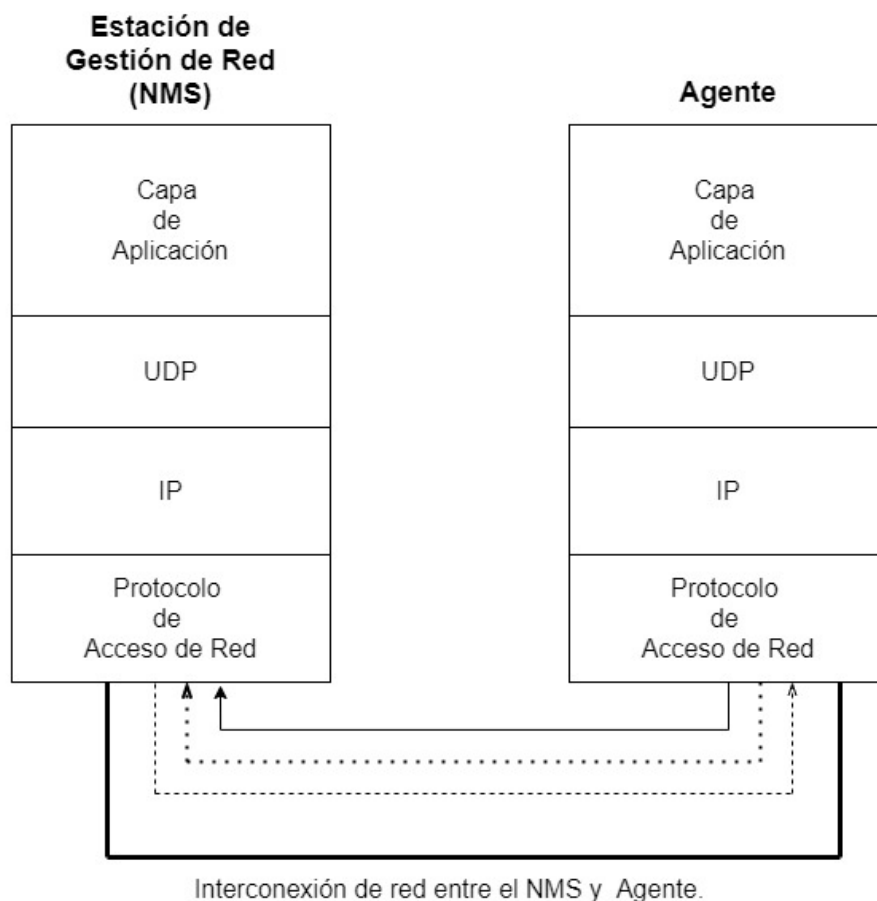 Estación de
Gestión de Red
(NMS)
Agente
Capa
de
Aplicación
UDP
IP
Protocolo
de
Acceso de Red
Capa
de
Aplicación
UDP
IP
Protocolo
de
Acceso de Red
Interconexión de red entre el NMS y Agente.